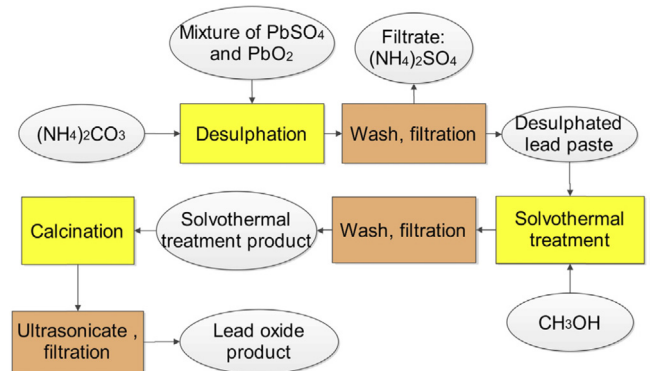 Mixture of PbSO₄
and PbO₂
Filtrate:
(NH₄)₂SO₄
(NH₄)₂CO₃
Desulphation
Wash, filtration
Desulphated
lead paste
Calcination
Solvothermal
treatment product
Wash, filtration
Solvothermal
treatment
Ultrasonicate ,
filtration
Lead oxide
product
CH₃OH